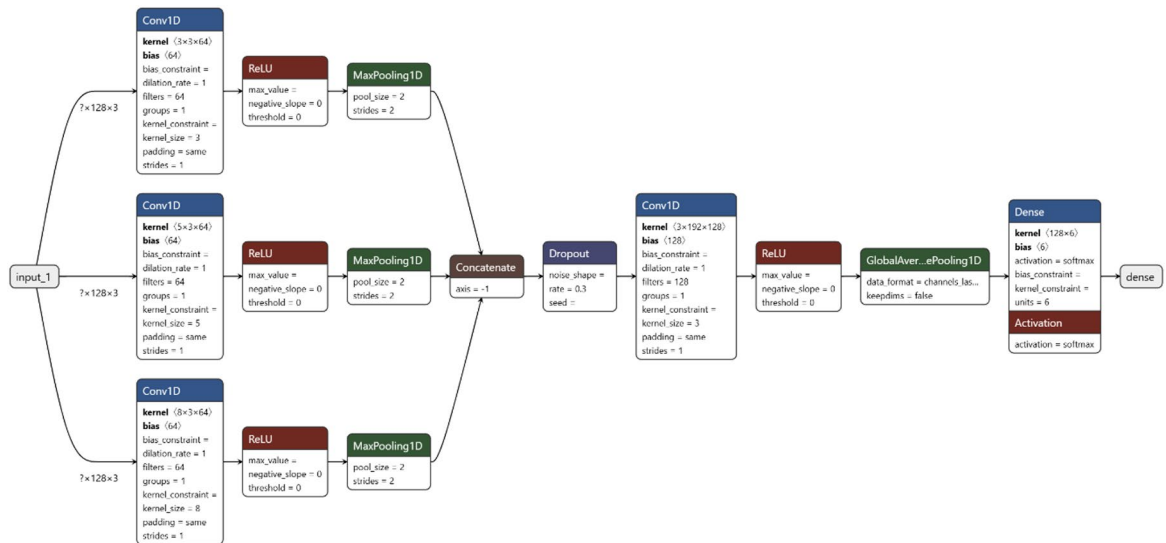 Conv1D
kernel ⟨3×3×64⟩
bias ⟨64⟩
bias_constraint =
dilation_rate = 1
filters = 64
groups = 1
kernel_constraint =
kernel_size = 3
padding = same
strides = 1
ReLU
max_value =
negative_slope = 0
threshold = 0
MaxPooling1D
pool_size = 2
strides = 2
?×128×3
input_1
?×128×3
Conv1D
kernel ⟨5×3×64⟩
bias ⟨64⟩
bias_constraint =
dilation_rate = 1
filters = 64
groups = 1
kernel_constraint =
kernel_size = 5
padding = same
strides = 1
ReLU
max_value =
negative_slope = 0
threshold = 0
MaxPooling1D
pool_size = 2
strides = 2
?×128×3
Conv1D
kernel ⟨8×3×64⟩
bias ⟨64⟩
bias_constraint =
dilation_rate = 1
filters = 64
groups = 1
kernel_constraint =
kernel_size = 8
padding = same
strides = 1
ReLU
max_value =
negative_slope = 0
threshold = 0
MaxPooling1D
pool_size = 2
strides = 2
Concatenate
axis = -1
Dropout
noise_shape =
rate = 0.3
seed =
Conv1D
kernel ⟨3×192×128⟩
bias ⟨128⟩
bias_constraint =
dilation_rate = 1
filters = 128
groups = 1
kernel_constraint =
kernel_size = 3
padding = same
strides = 1
ReLU
max_value =
negative_slope = 0
threshold = 0
GlobalAver...ePooling1D
data_format = channels_las...
keepdims = false
Dense
kernel ⟨128×6⟩
bias ⟨6⟩
activation = softmax
bias_constraint =
kernel_constraint =
units = 6
Activation
activation = softmax
dense